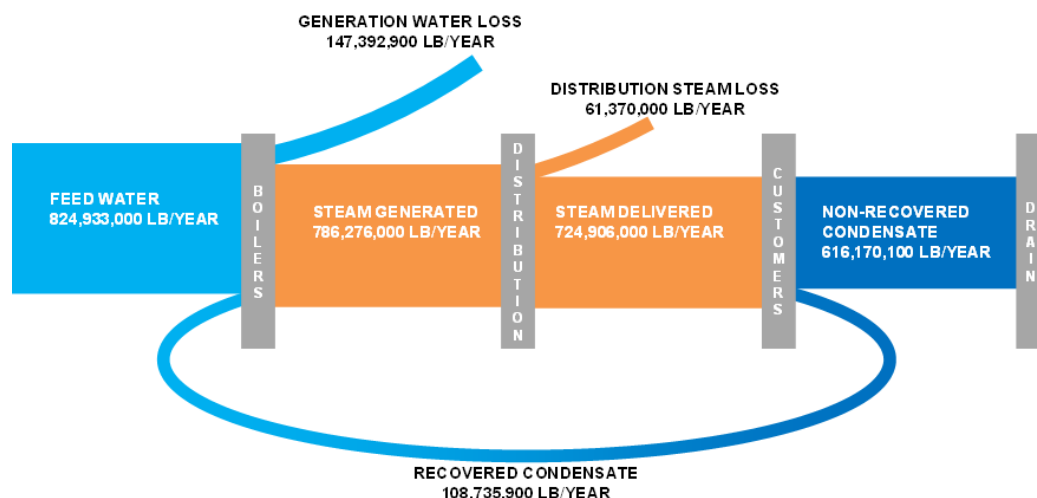 GENERATION WATER LOSS
147,392,900 LB/YEAR
DISTRIBUTION STEAM LOSS
61,370,000 LB/YEAR
FEED WATER
824,933,000 LB/YEAR
BOILERS
STEAM GENERATED
786,276,000 LB/YEAR
DISTRIBUTION
STEAM DELIVERED
724,906,000 LB/YEAR
CUSTOMERS
NON-RECOVERED
CONDENSATE
616,170,100 LB/YEAR
DRAIN
RECOVERED CONDENSATE
108,735,900 LB/YEAR